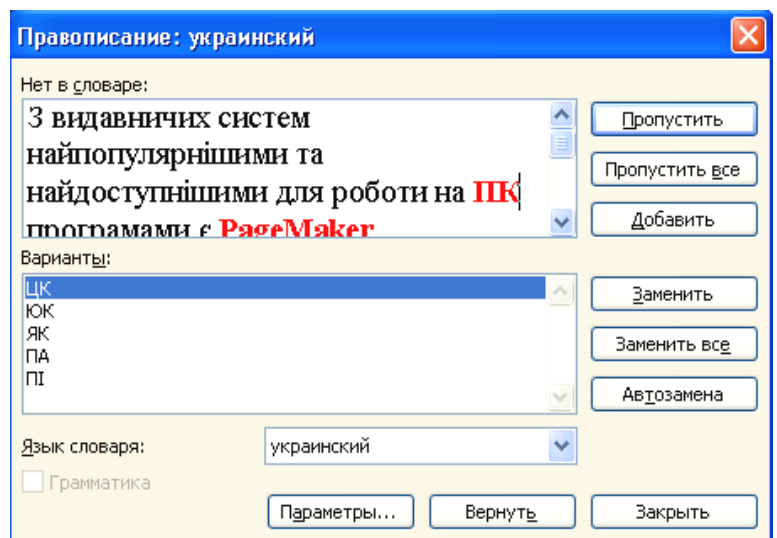 Правописание: украинский
Нет в словаре:
З видавничих систем
найпопулярнішими та
найдоступнішими для роботи на ПК
програмами є PageMaker
Пропустить
Пропустить все
Добавить
Варианты:
ЦК
ЮК
ЯК
ПА
ПІ
Заменить
Заменить все
Автозамена
Язык словаря:
украинский
Грамматика
Параметры...
Вернуть
Закрыть